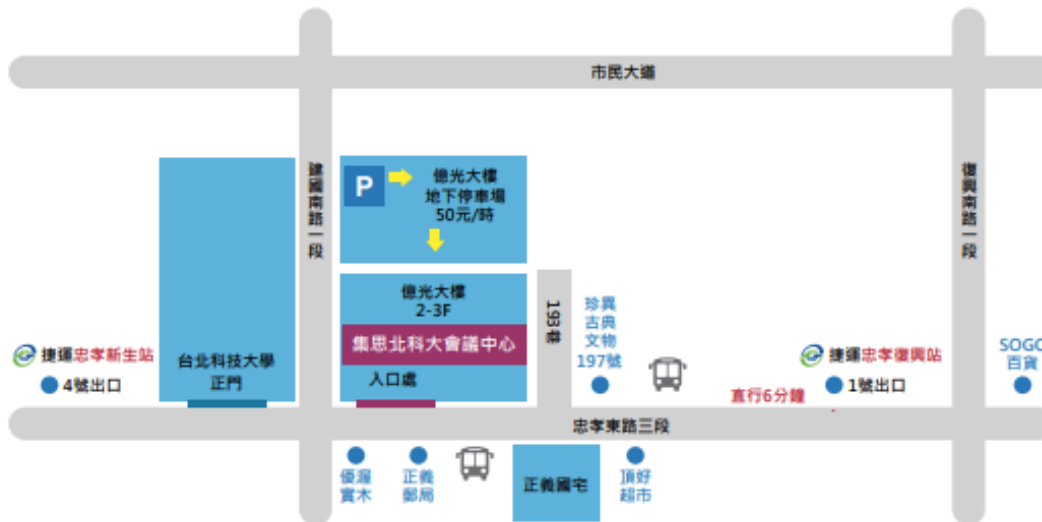 市民大道
建國南路一段
復興南路一段
P
億光大樓
地下停車場
50元/時
億光大樓
2-3F
集思北科大會議中心
入口處
193巷
珍異
古典
文物
197號
捷運忠孝新生站
4號出口
台北科技大學
正門
捷運忠孝復興站
1號出口
直行6分鐘
SOGO
百貨
忠孝東路三段
優渥
實木
正義
郵局
正義國宅
頂好
超市